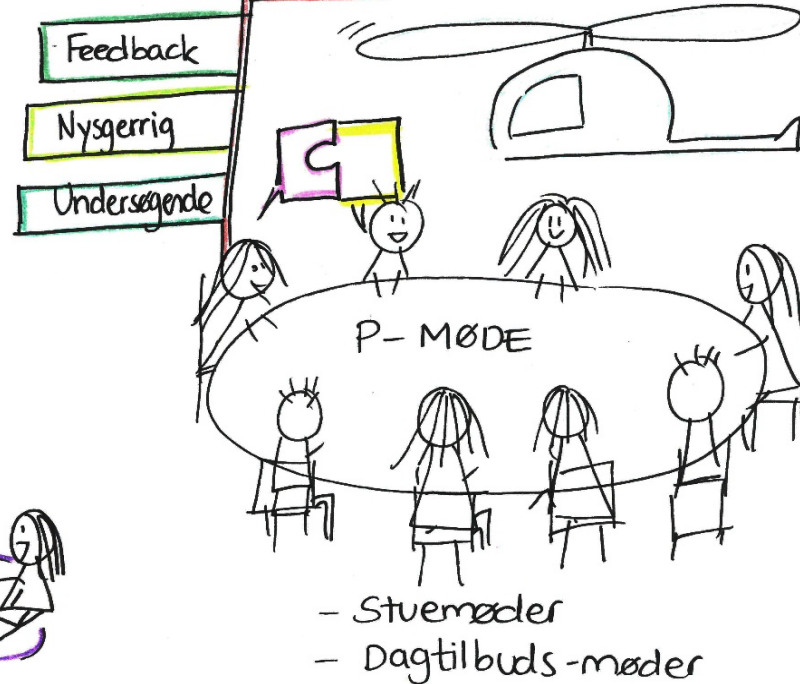 Feedback
Nysgerrig
Undersøgende
P-MØDE
- Stuemøder
- Dagtilbuds-møder